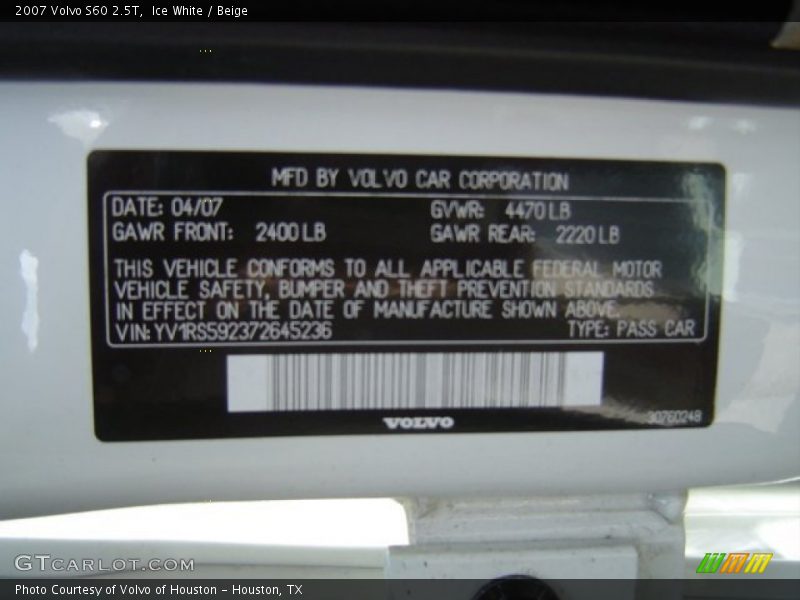 2007 Volvo S60 2.5T,  Ice White / Beige
MFD BY VOLVO CAR CORPORATION
DATE: 04/07 GVWR: 4470 LB
GAWR FRONT: 2400 LB GAWR REAR: 2220 LB
THIS VEHICLE CONFORMS TO ALL APPLICABLE FEDERAL MOTOR
VEHICLE SAFETY, BUMPER AND THEFT PREVENTION STANDARDS
IN EFFECT ON THE DATE OF MANUFACTURE SHOWN ABOVE.
VIN: YV1RS592372645236 TYPE: PASS CAR
VOLVO
30760248
GTCARLOT.COM
Photo Courtesy of Volvo of Houston - Houston, TX